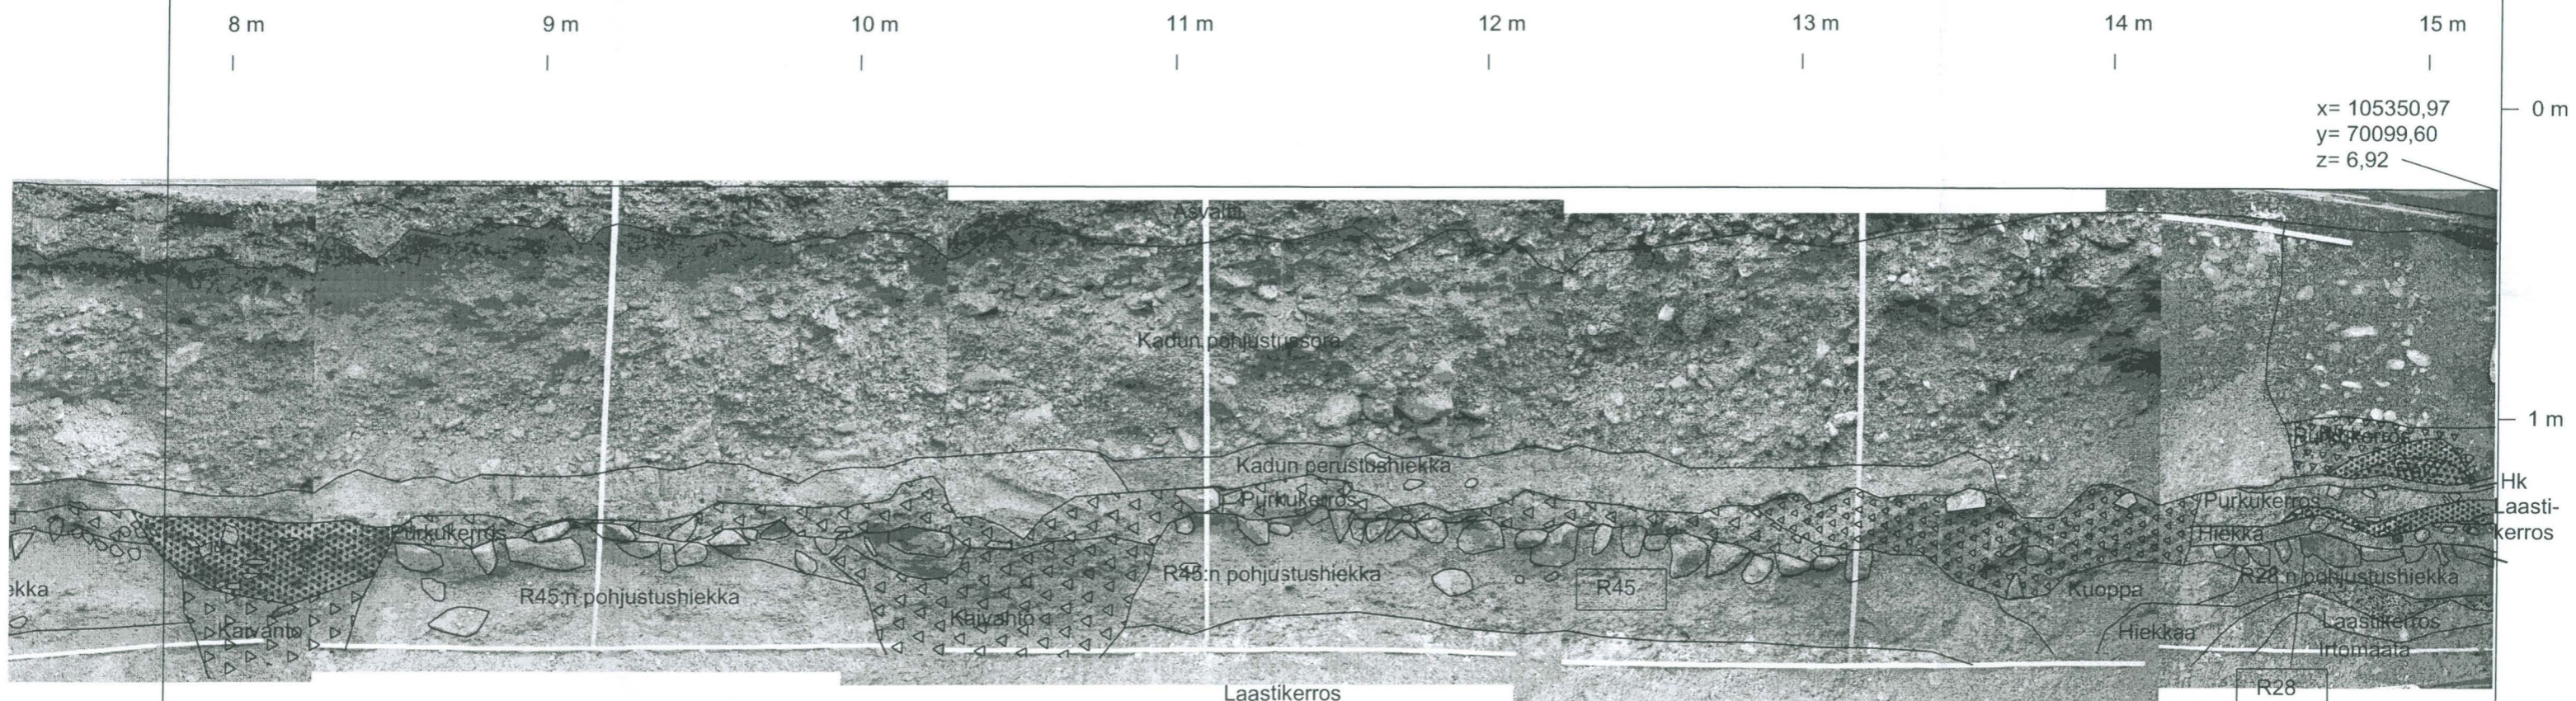 8 m
9 m
10 m
11 m
12 m
13 m
14 m
15 m
x= 105350,97
y= 70099,60
z= 6,92
0 m
Asvaltti
Kadun pohjustussora
1 m
Purkukerros
Kadun perustushiekka
Hk
Purkukerros
Purkukerros
Laasti-
kerros
Purkukerros
Hiekka
R45:n pohjustushiekka
R28:n pohjustushiekka
ekka
R45
Kuoppa
R45:n pohjustushiekka
Kaivanto
Kaivanto
Laastikerros
Hiekkaa
Irtomaata
R28
Laastikerros